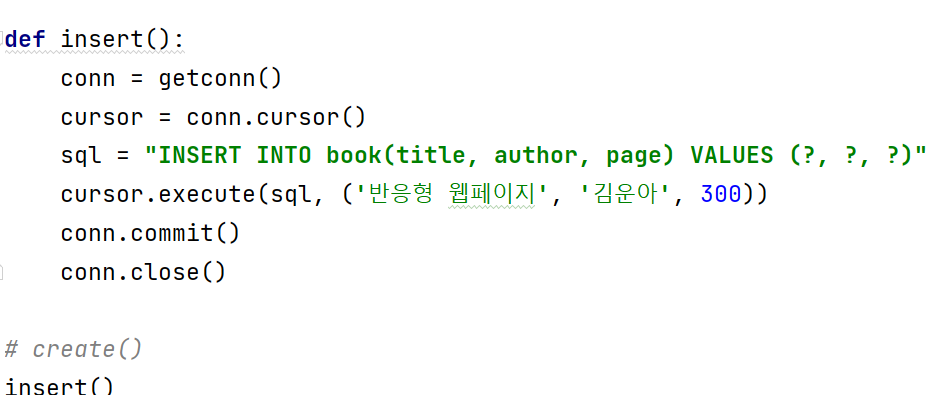 def insert():
    conn = getconn()
    cursor = conn.cursor()
    sql = "INSERT INTO book(title, author, page) VALUES (?, ?, ?)"
    cursor.execute(sql, ('반응형 웹페이지', '김운아', 300))
    conn.commit()
    conn.close()
# create()
insert()